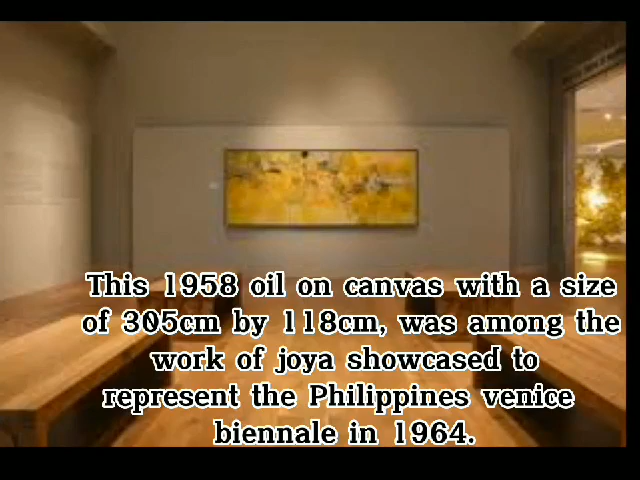 This 1958 oil on canvas with a size
of 305cm by 118cm, was among the
work of joya showcased to
represent the Philippines venice
biennale in 1964.